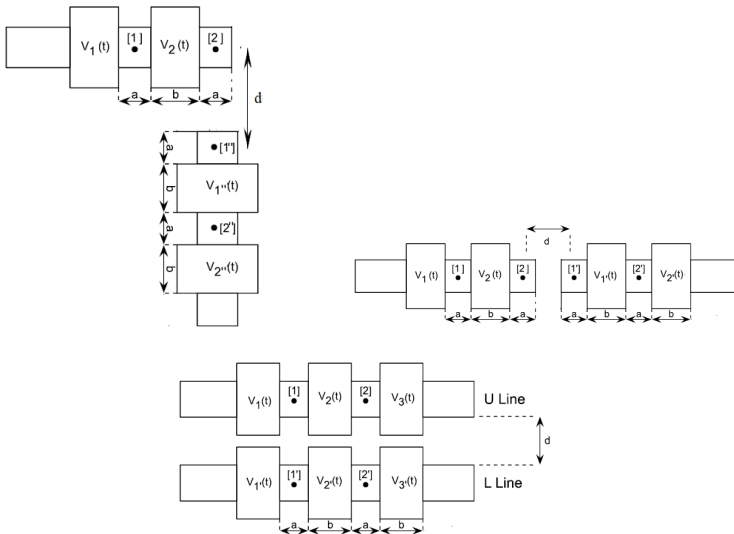 V1(t) [1] V2(t) [2]
a b a
d
a [1"]
b V1"(t)
a [2"]
b V2"(t)
d
V1(t) [1] V2(t) [2] [1'] V1'(t) [2'] V2'(t)
a b a a b a b
V1(t) [1] V2(t) [2] V3(t) U Line
d
V1'(t) [1'] V2'(t) [2'] V3'(t) L Line
a b a b